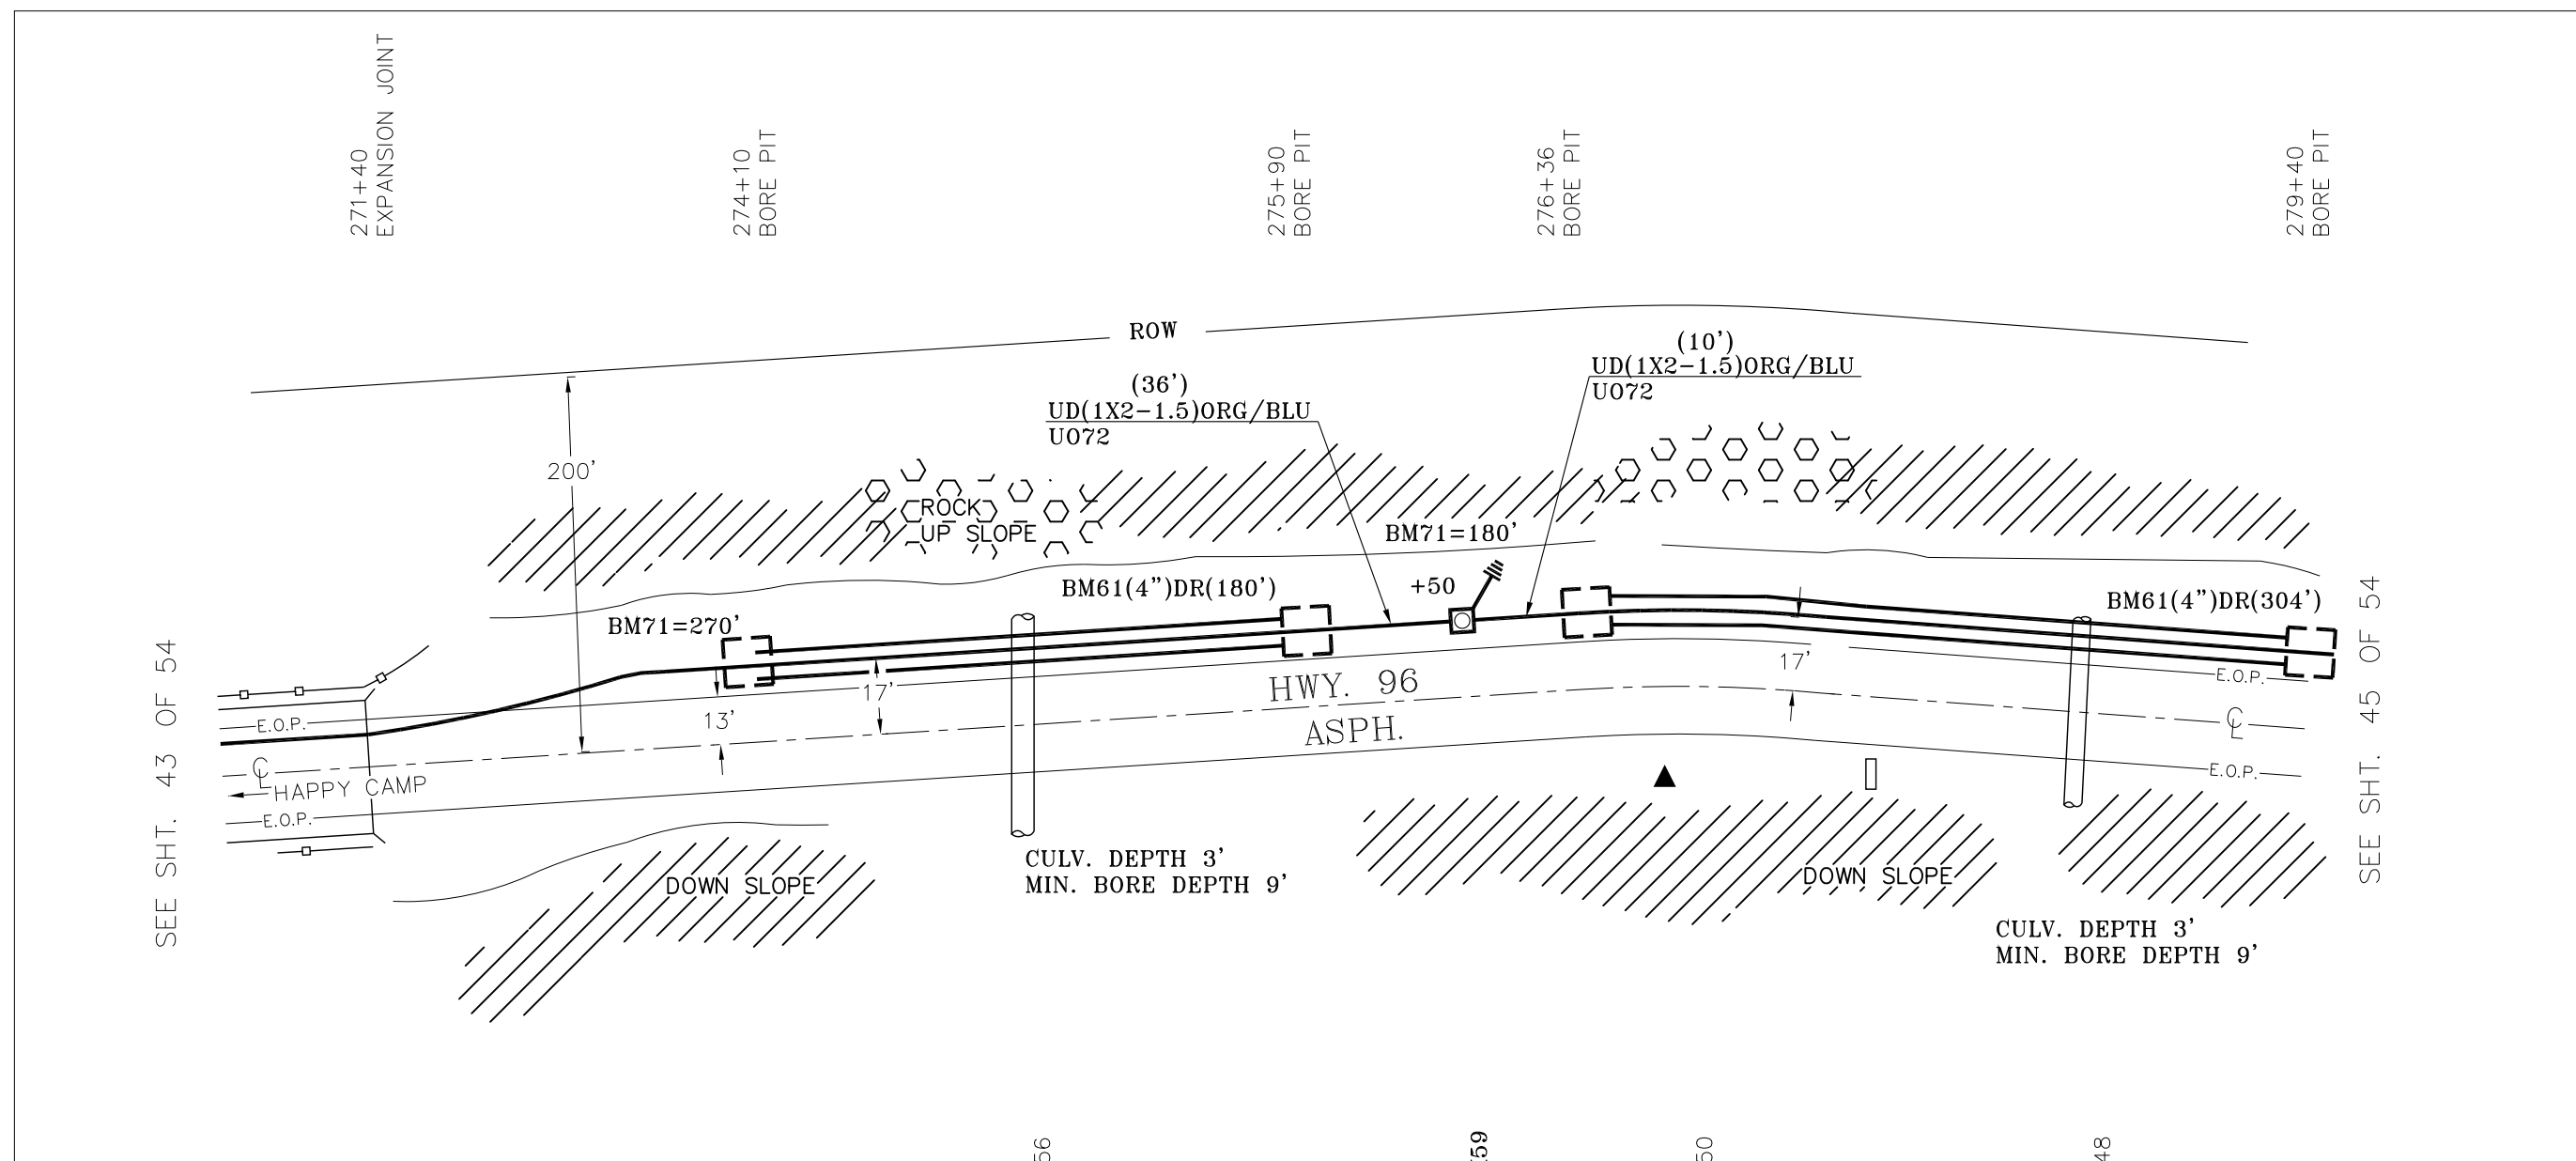 271+40
EXPANSION JOINT
274+10
BORE PIT
275+90
BORE PIT
276+36
BORE PIT
279+40
BORE PIT
ROW
(10')
UD(1X2-1.5)ORG/BLU
UO72
(36')
UD(1X2-1.5)ORG/BLU
UO72
200'
ROCK
UP SLOPE
BM71=180'
BM61(4")DR(180')
+50
BM61(4")DR(304')
BM71=270'
SEE SHT. 43 OF 54
SEE SHT. 45 OF 54
17'
17'
13'
HWY. 96
ASPH.
E.O.P.
E.O.P.
℄
℄
HAPPY CAMP
E.O.P.
E.O.P.
CULV. DEPTH 3'
MIN. BORE DEPTH 9'
DOWN SLOPE
DOWN SLOPE
CULV. DEPTH 3'
MIN. BORE DEPTH 9'